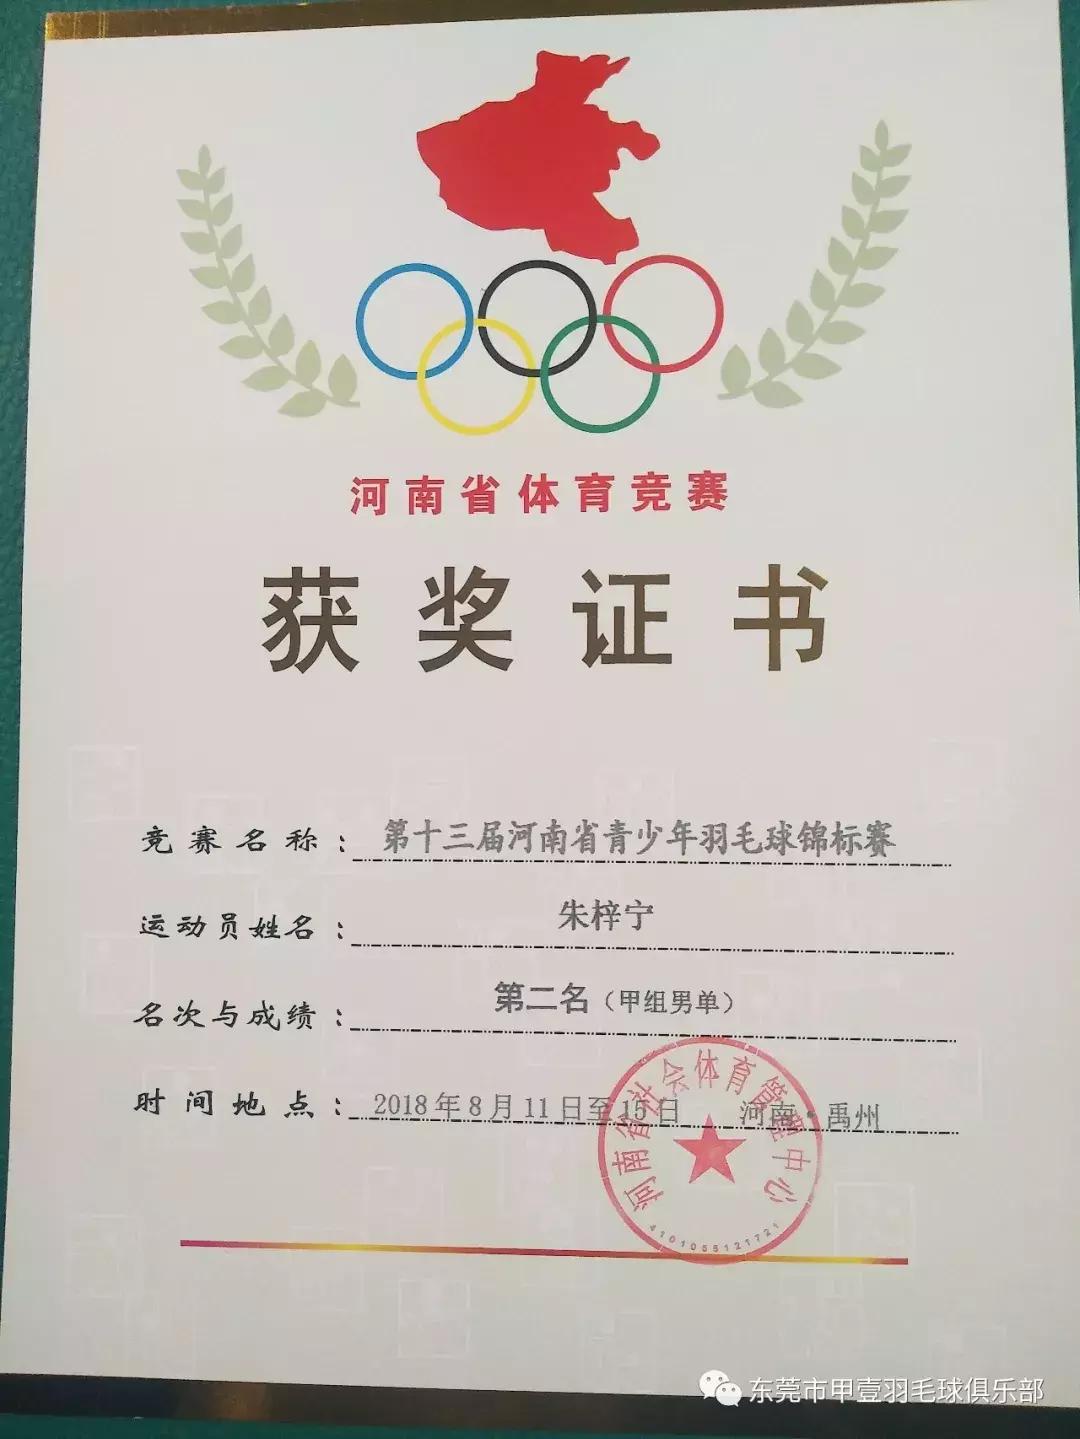 河南省体育竞赛
获奖证书
竞赛名称：第十三届河南省青少年羽毛球锦标赛
运动员姓名：朱梓宁
名次与成绩：第二名（甲组男单）
时间地点：2018年8月11日至15日 河南·禹州
河南省社会体育管理中心
4101055121721
东莞市甲壹羽毛球俱乐部